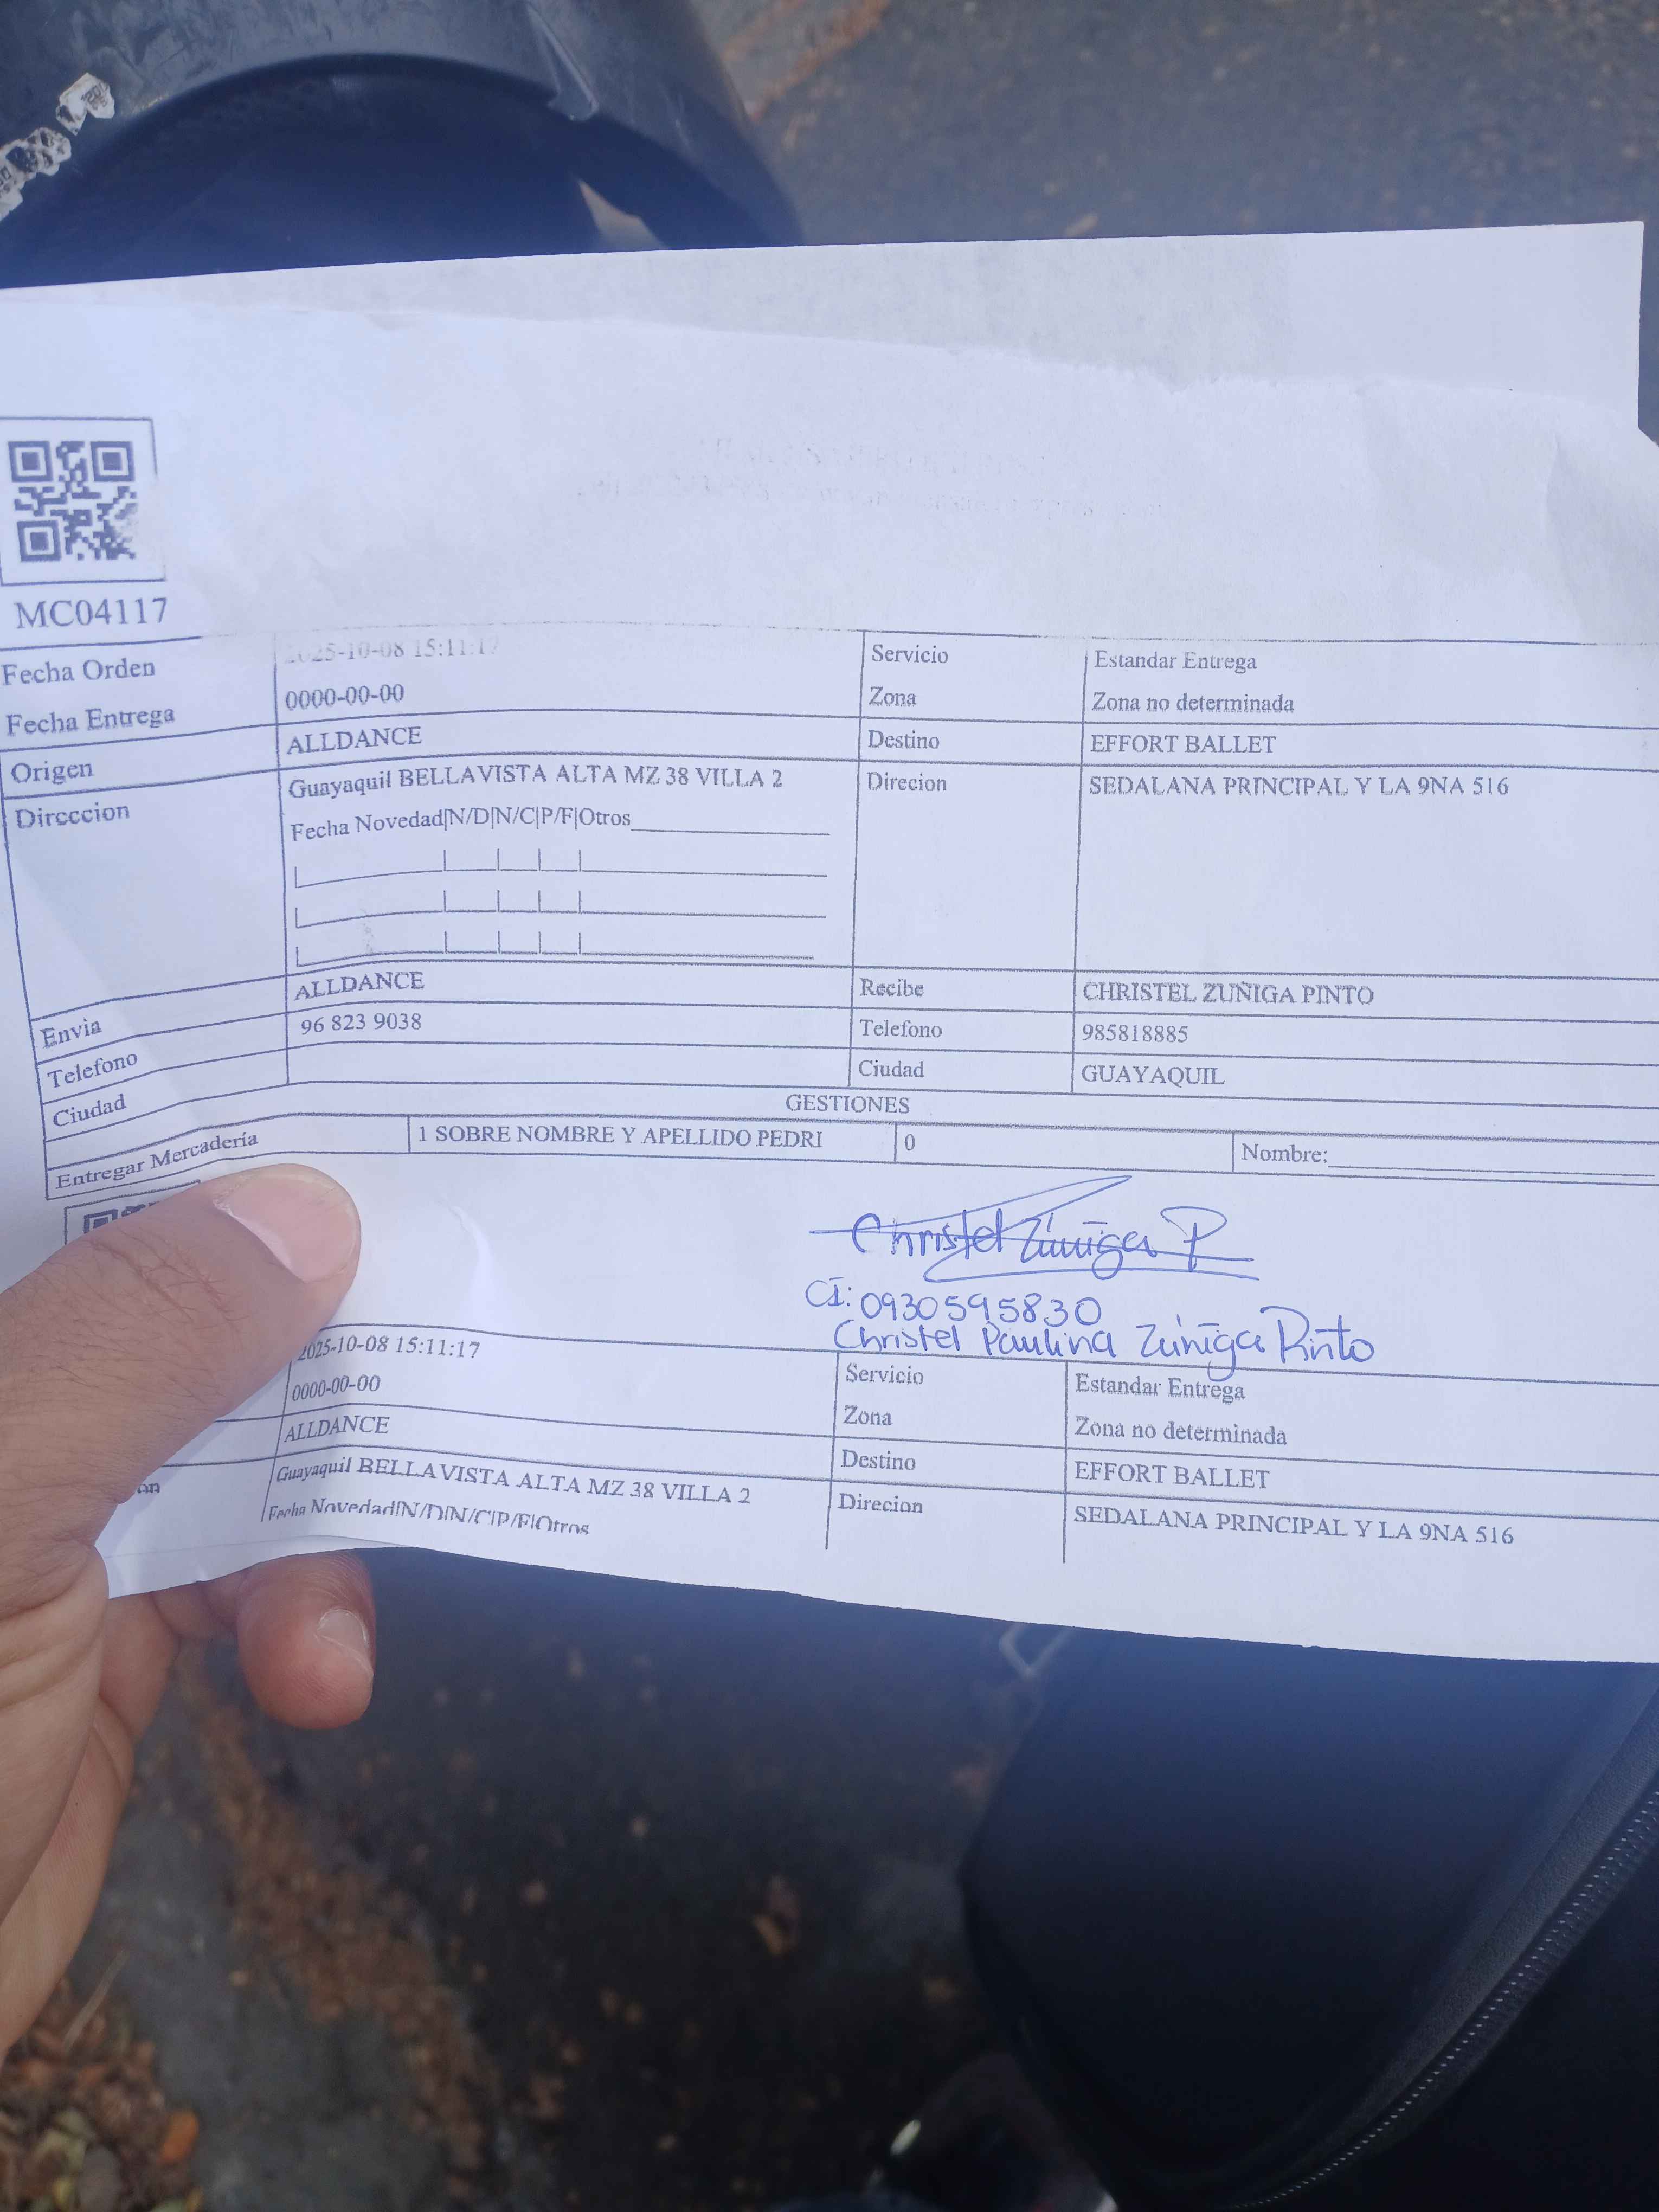 MC04117
Fecha Orden 2025-10-08 15:11:17 Servicio Estandar Entrega
Fecha Entrega 0000-00-00 Zona Zona no determinada
Origen ALLDANCE Destino EFFORT BALLET
Direccion Guayaquil BELLAVISTA ALTA MZ 38 VILLA 2 Direcion SEDALANA PRINCIPAL Y LA 9NA 516
Fecha Novedad|N/D|N/C|P/F|Otros
Envia ALLDANCE Recibe CHRISTEL ZUÑIGA PINTO
Telefono 96 823 9038 Telefono 985818885
Ciudad Ciudad GUAYAQUIL
GESTIONES
Entregar Mercadería 1 SOBRE NOMBRE Y APELLIDO PEDRI 0 Nombre:
Christel Zúñiga P
CI: 0930595830
Christel Paulina Zúñiga Pinto
2025-10-08 15:11:17 Servicio Estandar Entrega
0000-00-00 Zona Zona no determinada
ALLDANCE Destino EFFORT BALLET
on Guayaquil BELLAVISTA ALTA MZ 38 VILLA 2 Direcion SEDALANA PRINCIPAL Y LA 9NA 516
Fecha Novedad|N/D|N/C|P/F|Otros